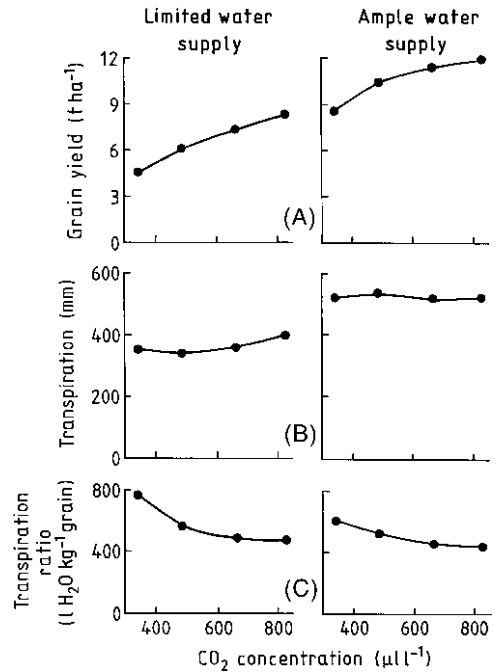 Limited water
supply
Ample water
supply
Grain yield (t ha⁻¹)
12
9
6
3
0
(A)
Transpiration (mm)
600
400
200
0
(B)
Transpiration
ratio
(l H₂O kg⁻¹ grain)
800
400
0
(C)
400 600 800 400 600 800
CO₂ concentration (µl l⁻¹)